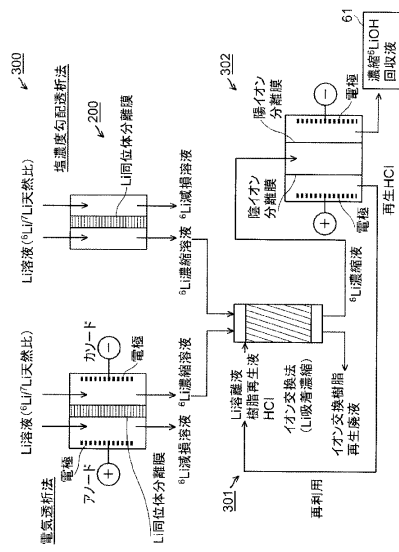 300
電気透析法
Li溶液(⁶Li/⁷Li天然比)
電極
アノード
カソード
電極
Li同位体分離膜
⁶Li減損溶液
⁶Li濃縮溶液
塩濃度勾配透析法
200
Li溶液(⁶Li/⁷Li天然比)
Li同位体分離膜
⁶Li濃縮溶液
⁶Li減損溶液
301
Li溶離液
樹脂再生液
HCl
イオン交換法
(Li吸着濃縮)
イオン交換樹脂
再生廃液
⁶Li濃縮液
再利用
302
陰イオン
分離膜
陽イオン
分離膜
電極
電極
再生HCl
61
濃縮⁶LiOH
回収液